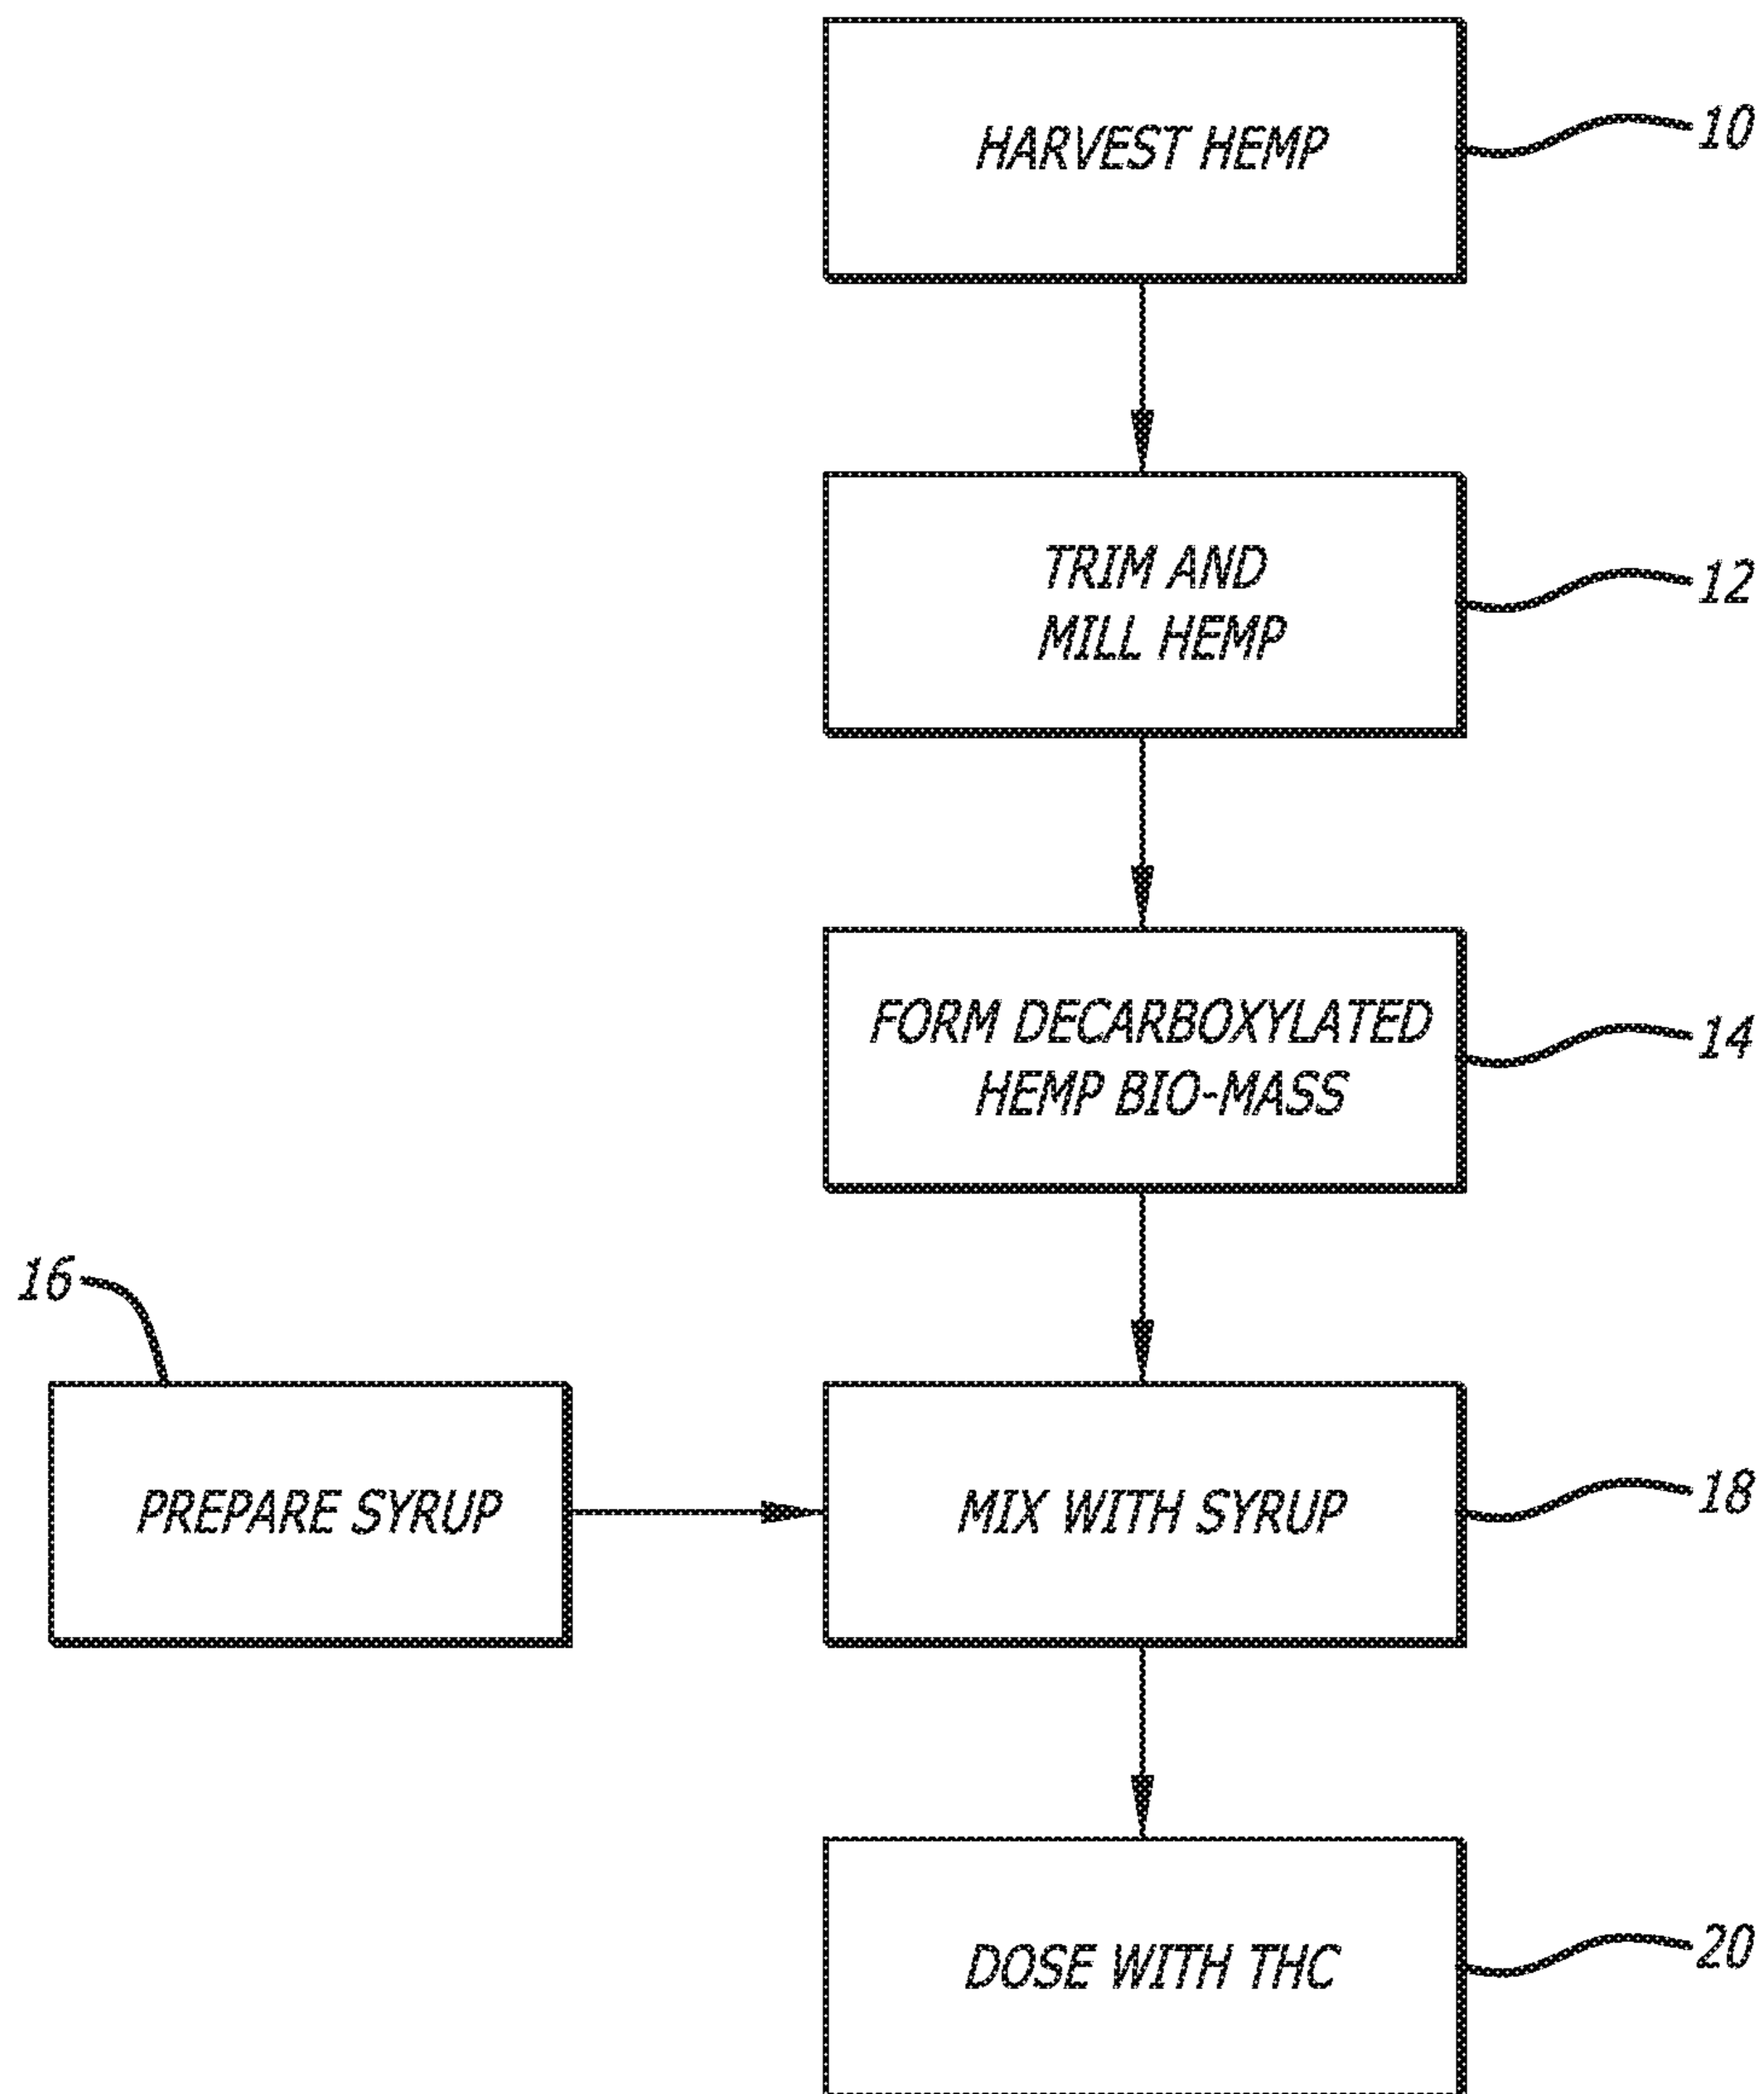 HARVEST HEMP
10
TRIM AND
MILL HEMP
12
FORM DECARBOXYLATED
HEMP BIO-MASS
14
16
PREPARE SYRUP
MIX WITH SYRUP
18
DOSE WITH THC
20